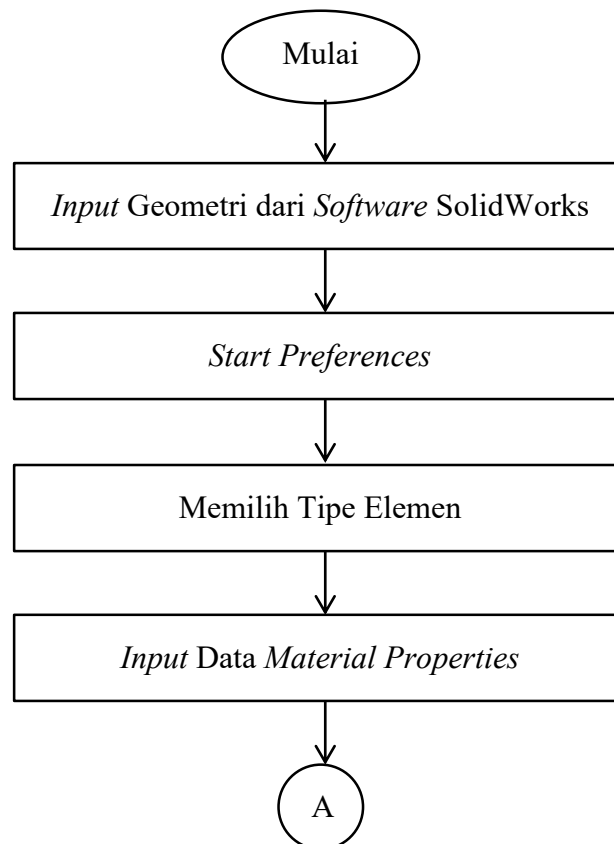 Mulai
Input Geometri dari Software SolidWorks
Start Preferences
Memilih Tipe Elemen
Input Data Material Properties
A